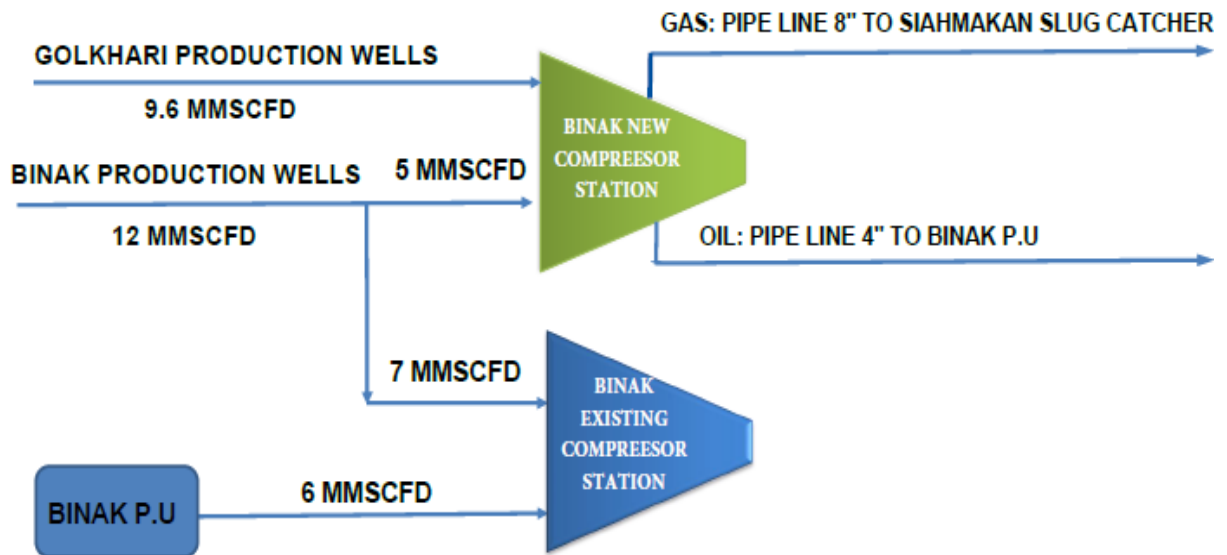 GAS: PIPE LINE 8" TO SIAHMAKAN SLUG CATCHER
GOLKHARI PRODUCTION WELLS
9.6 MMSCFD
BINAK NEW
COMPREESOR
STATION
BINAK PRODUCTION WELLS
5 MMSCFD
12 MMSCFD
OIL: PIPE LINE 4" TO BINAK P.U
7 MMSCFD
BINAK
EXISTING
COMPREESOR
STATION
6 MMSCFD
BINAK P.U